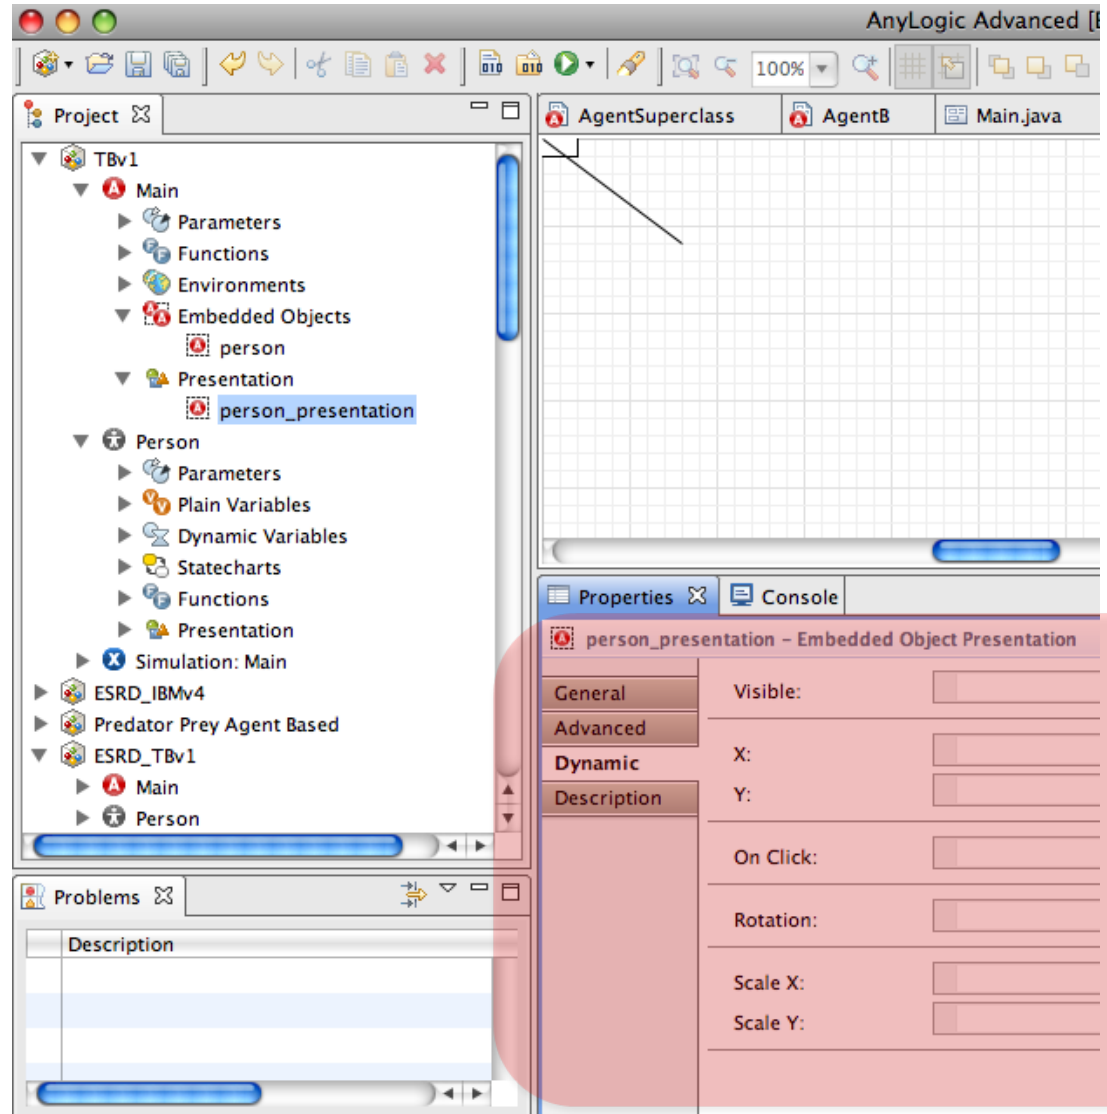 AnyLogic Advanced [E
100%
Project
AgentSuperclass
AgentB
Main.java
TBv1
Main
Parameters
Functions
Environments
Embedded Objects
person
Presentation
person_presentation
Person
Parameters
Plain Variables
Dynamic Variables
Statecharts
Functions
Presentation
Simulation: Main
ESRD_IBMv4
Predator Prey Agent Based
ESRD_TBv1
Main
Person
Properties
Console
person_presentation – Embedded Object Presentation
General
Advanced
Dynamic
Description
Visible:
X:
Y:
On Click:
Rotation:
Scale X:
Scale Y:
Problems
Description